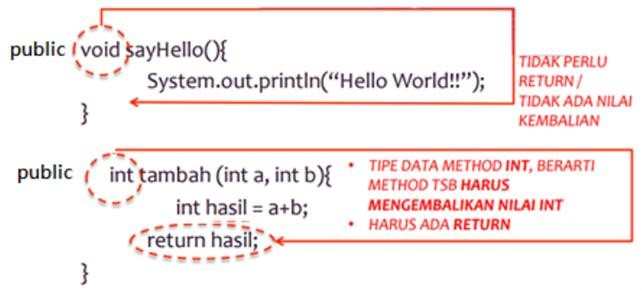 public void sayHello(){
System.out.println(“Hello World!!”);
}
TIDAK PERLU
RETURN /
TIDAK ADA NILAI
KEMBALIAN
public int tambah (int a, int b){
int hasil = a+b;
return hasil;
}
• TIPE DATA METHOD INT, BERARTI
METHOD TSB HARUS
MENGEMBALIKAN NILAI INT
• HARUS ADA RETURN